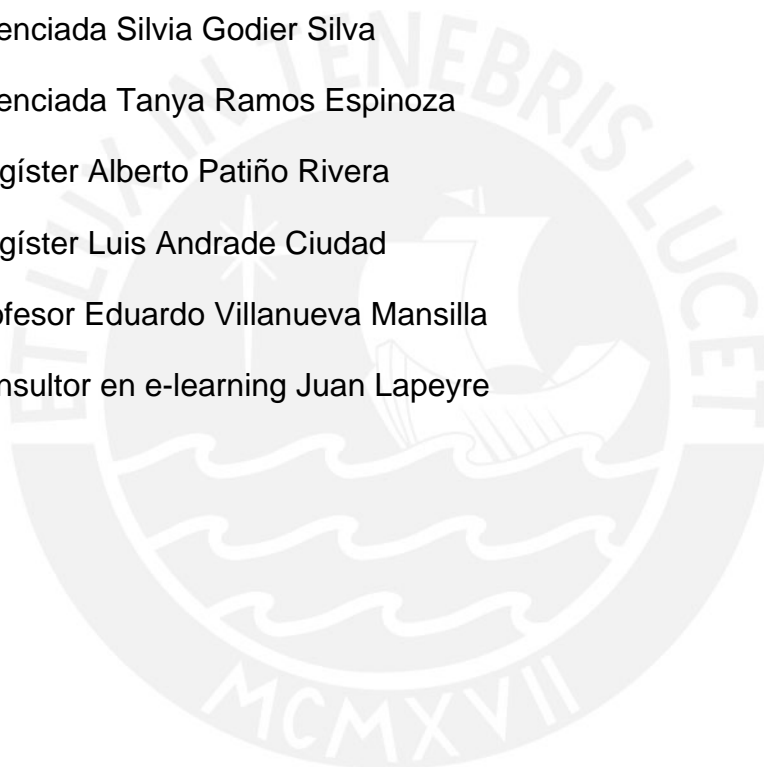 enciada Silvia Godier Silva
enciada Tanya Ramos Espinoza
gíster Alberto Patiño Rivera
gíster Luis Andrade Ciudad
ofesor Eduardo Villanueva Mansilla
nsultor en e-learning Juan Lapeyre
ET LUX IN TENEBRIS LUCET
MCMXVII